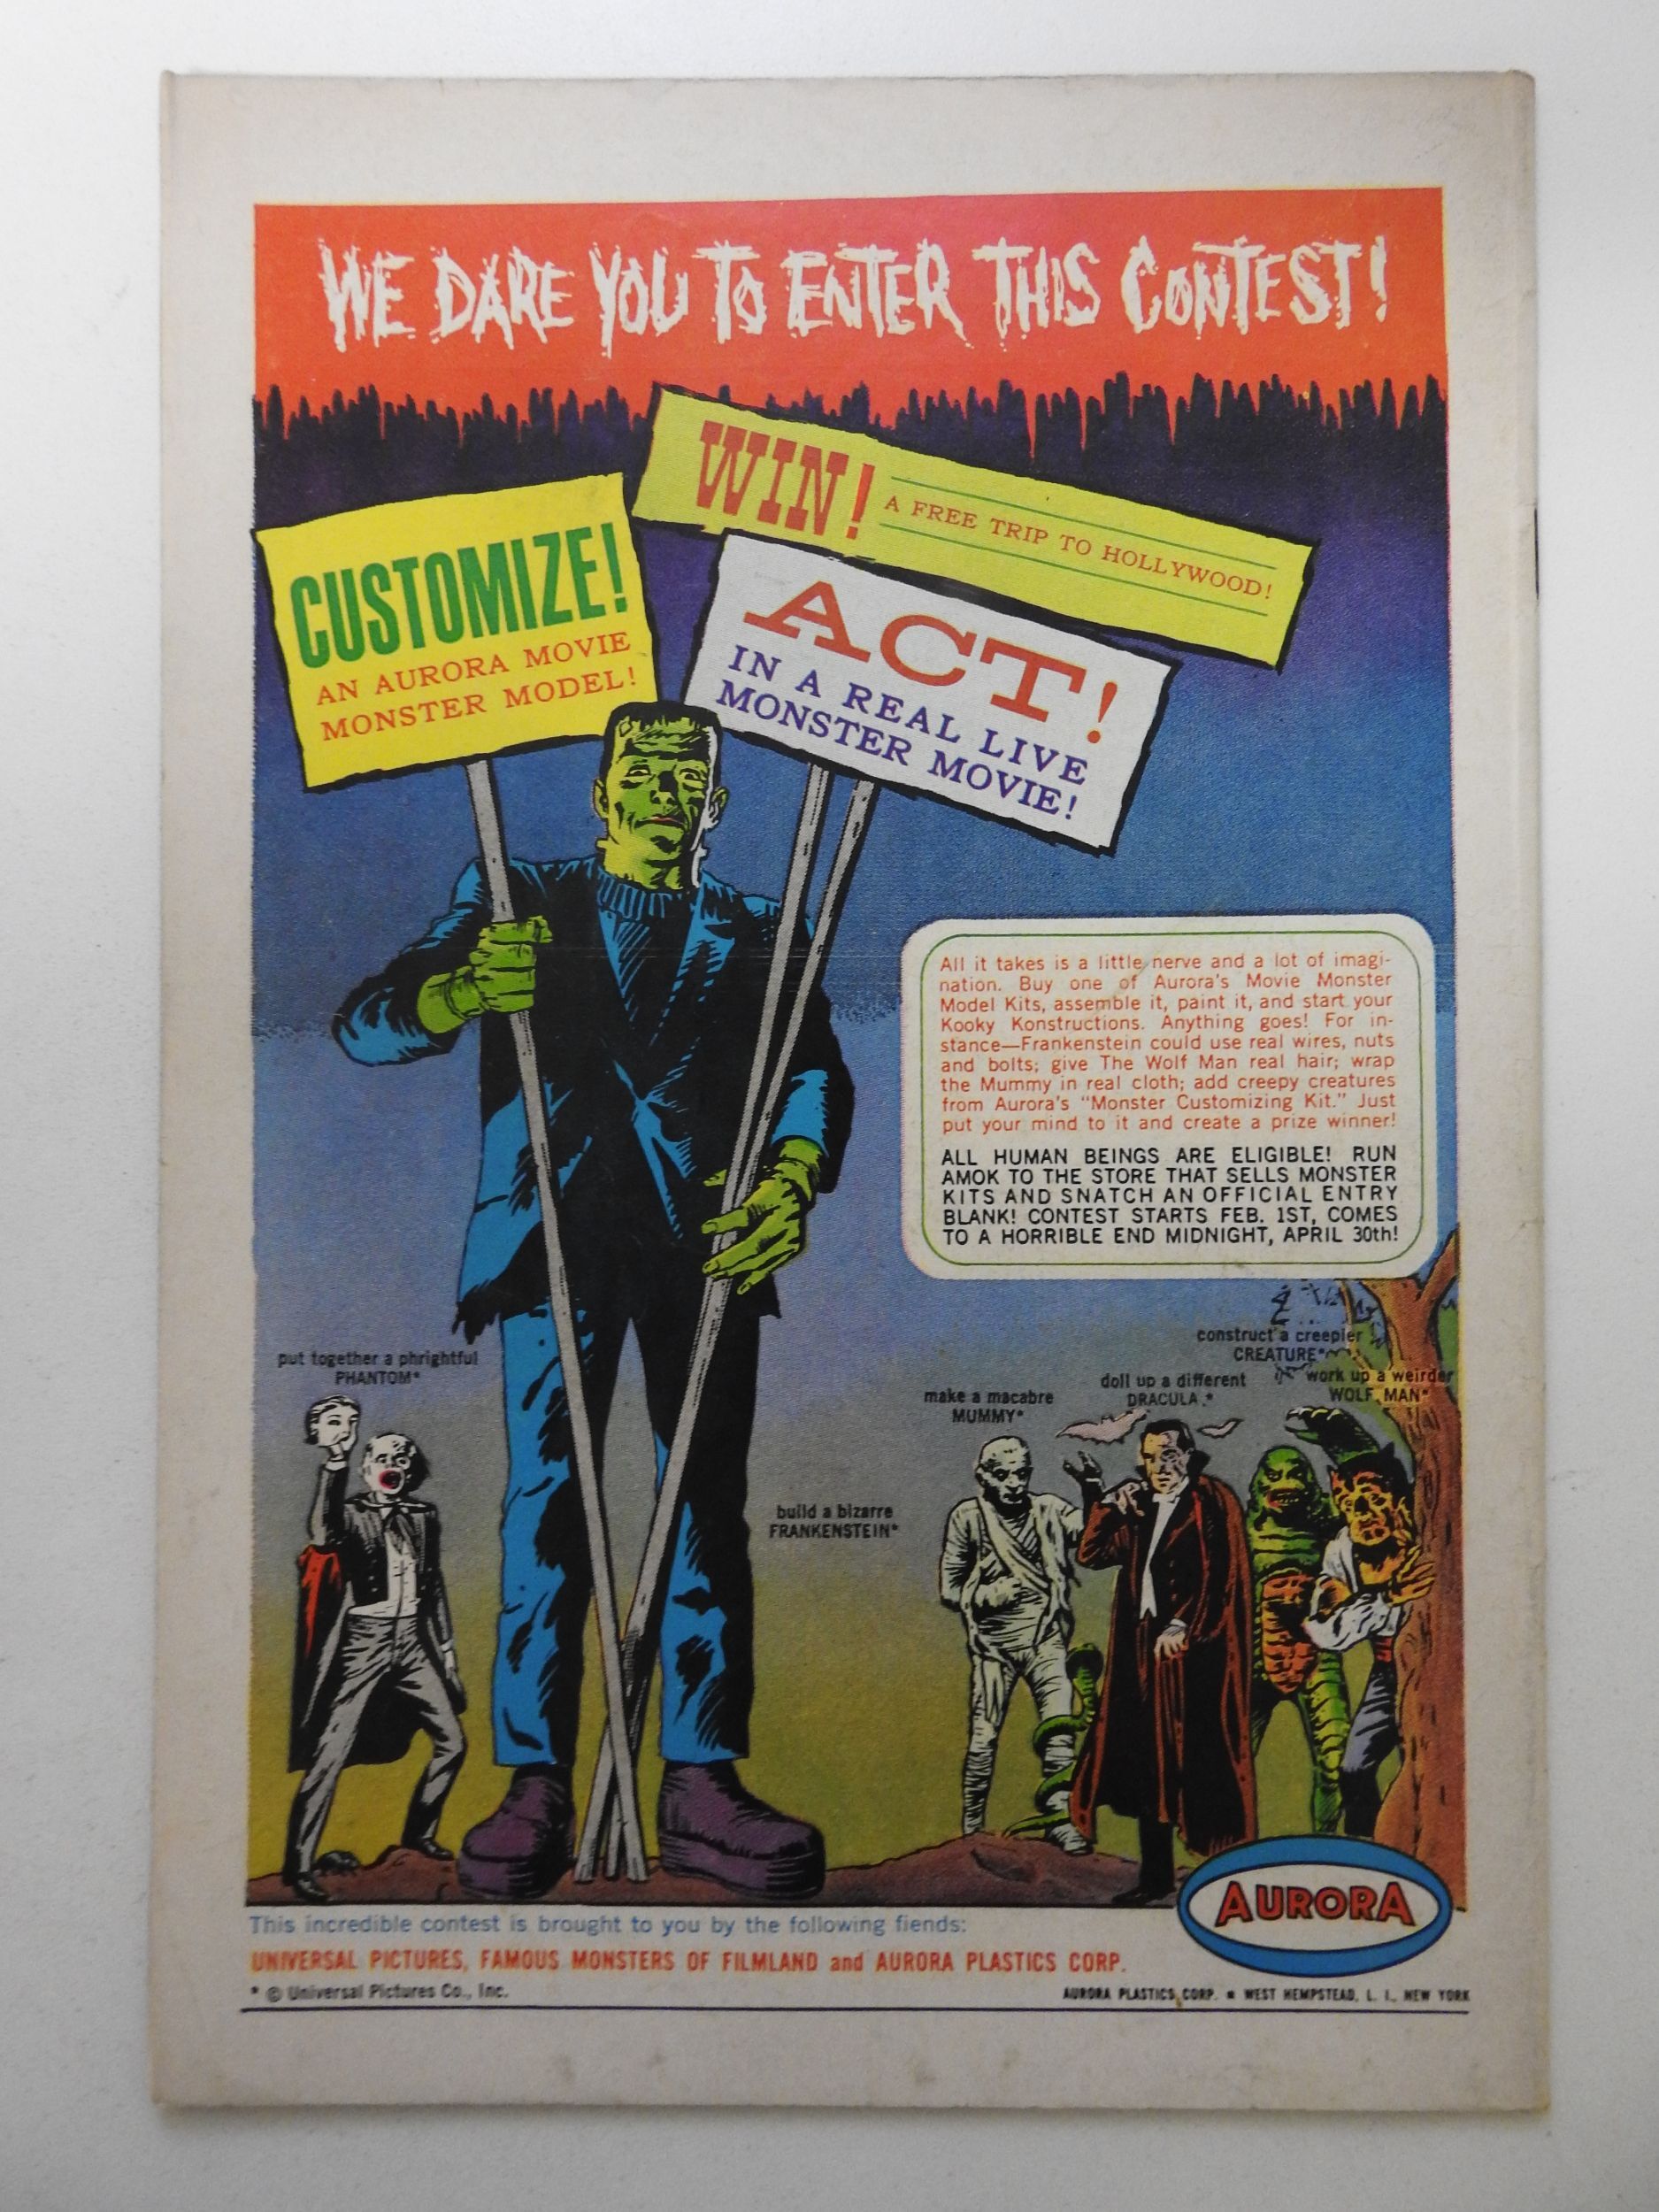 WE DARE YOU TO ENTER THIS CONTEST!
WIN! A FREE TRIP TO HOLLYWOOD!
CUSTOMIZE!
AN AURORA MOVIE
MONSTER MODEL!
ACT!
IN A REAL LIVE
MONSTER MOVIE!
All it takes is a little nerve and a lot of imagi-
nation. Buy one of Aurora's Movie Monster
Model Kits, assemble it, paint it, and start your
Kooky Konstructions. Anything goes! For in-
stance—Frankenstein could use real wires, nuts
and bolts; give The Wolf Man real hair; wrap
the Mummy in real cloth; add creepy creatures
from Aurora's "Monster Customizing Kit." Just
put your mind to it and create a prize winner!
ALL HUMAN BEINGS ARE ELIGIBLE! RUN
AMOK TO THE STORE THAT SELLS MONSTER
KITS AND SNATCH AN OFFICIAL ENTRY
BLANK! CONTEST STARTS FEB. 1ST, COMES
TO A HORRIBLE END MIDNIGHT, APRIL 30th!
put together a phrightful
PHANTOM*
build a bizarre
FRANKENSTEIN*
make a macabre
MUMMY*
doll up a different
DRACULA*
construct a creepier
CREATURE*
work up a weirder
WOLF MAN*
AURORA
This incredible contest is brought to you by the following fiends:
UNIVERSAL PICTURES, FAMOUS MONSTERS OF FILMLAND and AURORA PLASTICS CORP.
* © Universal Pictures Co., Inc.
AURORA PLASTICS CORP. ■ WEST HEMPSTEAD, L. I., NEW YORK